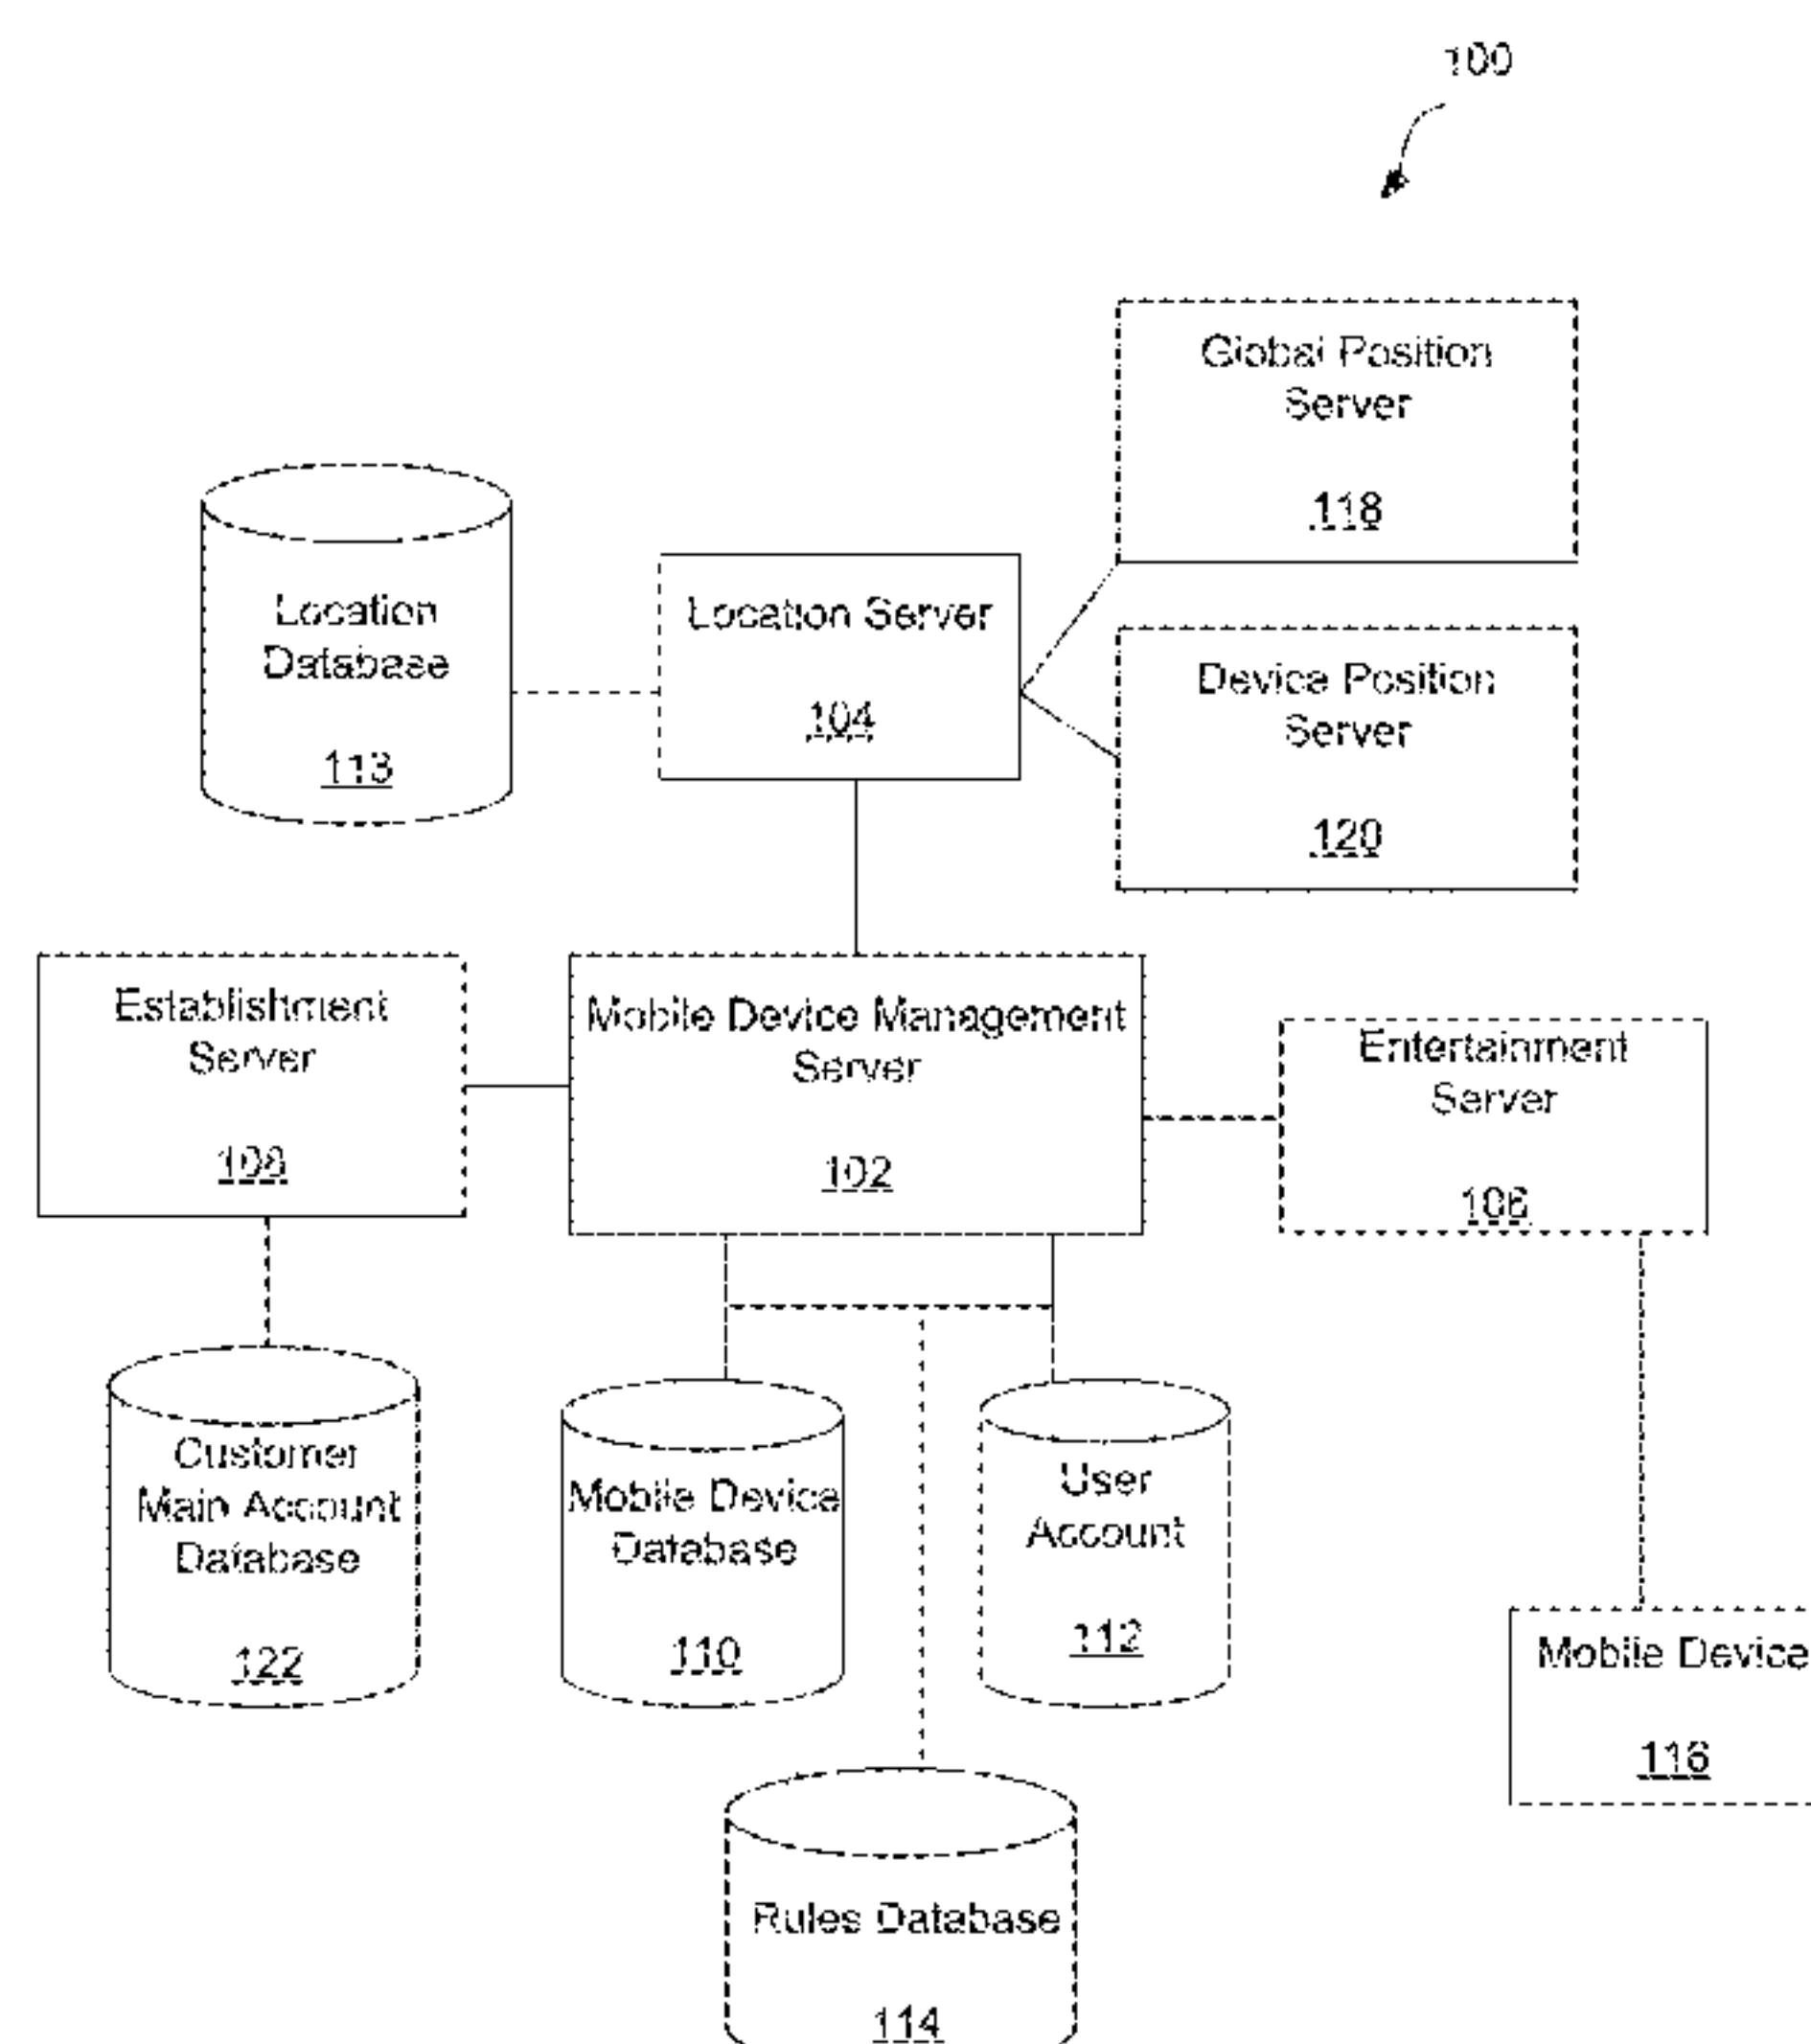 100
Global Position
Server
118
Location
Database
113
Location Server
104
Device Position
Server
120
Establishment
Server
108
Mobile Device Management
Server
102
Entertainment
Server
106
Customer
Main Account
Database
122
Mobile Device
Database
110
User
Account
112
Mobile Device
116
Rules Database
114